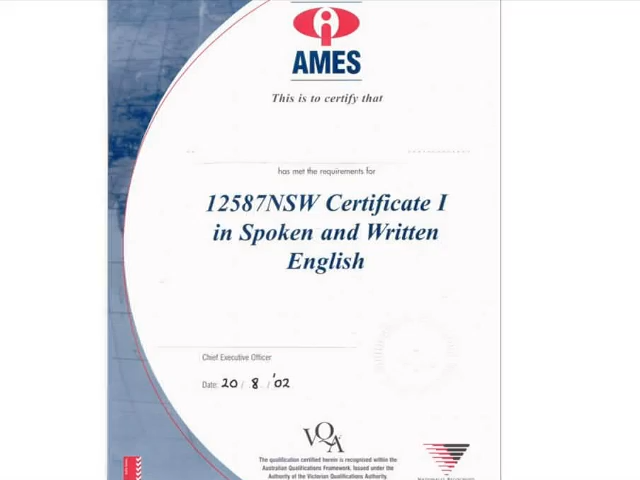 AMES
This is to certify that
has met the requirements for
12587NSW Certificate I
in Spoken and Written
English
Chief Executive Officer
Date: 20 / 8 / '02
VQA
The qualification certified herein is recognized within the
Australian Qualifications Framework. Issued under the
Authority of the Victorian Qualifications Authority.
NATIONALLY RECOGNISED